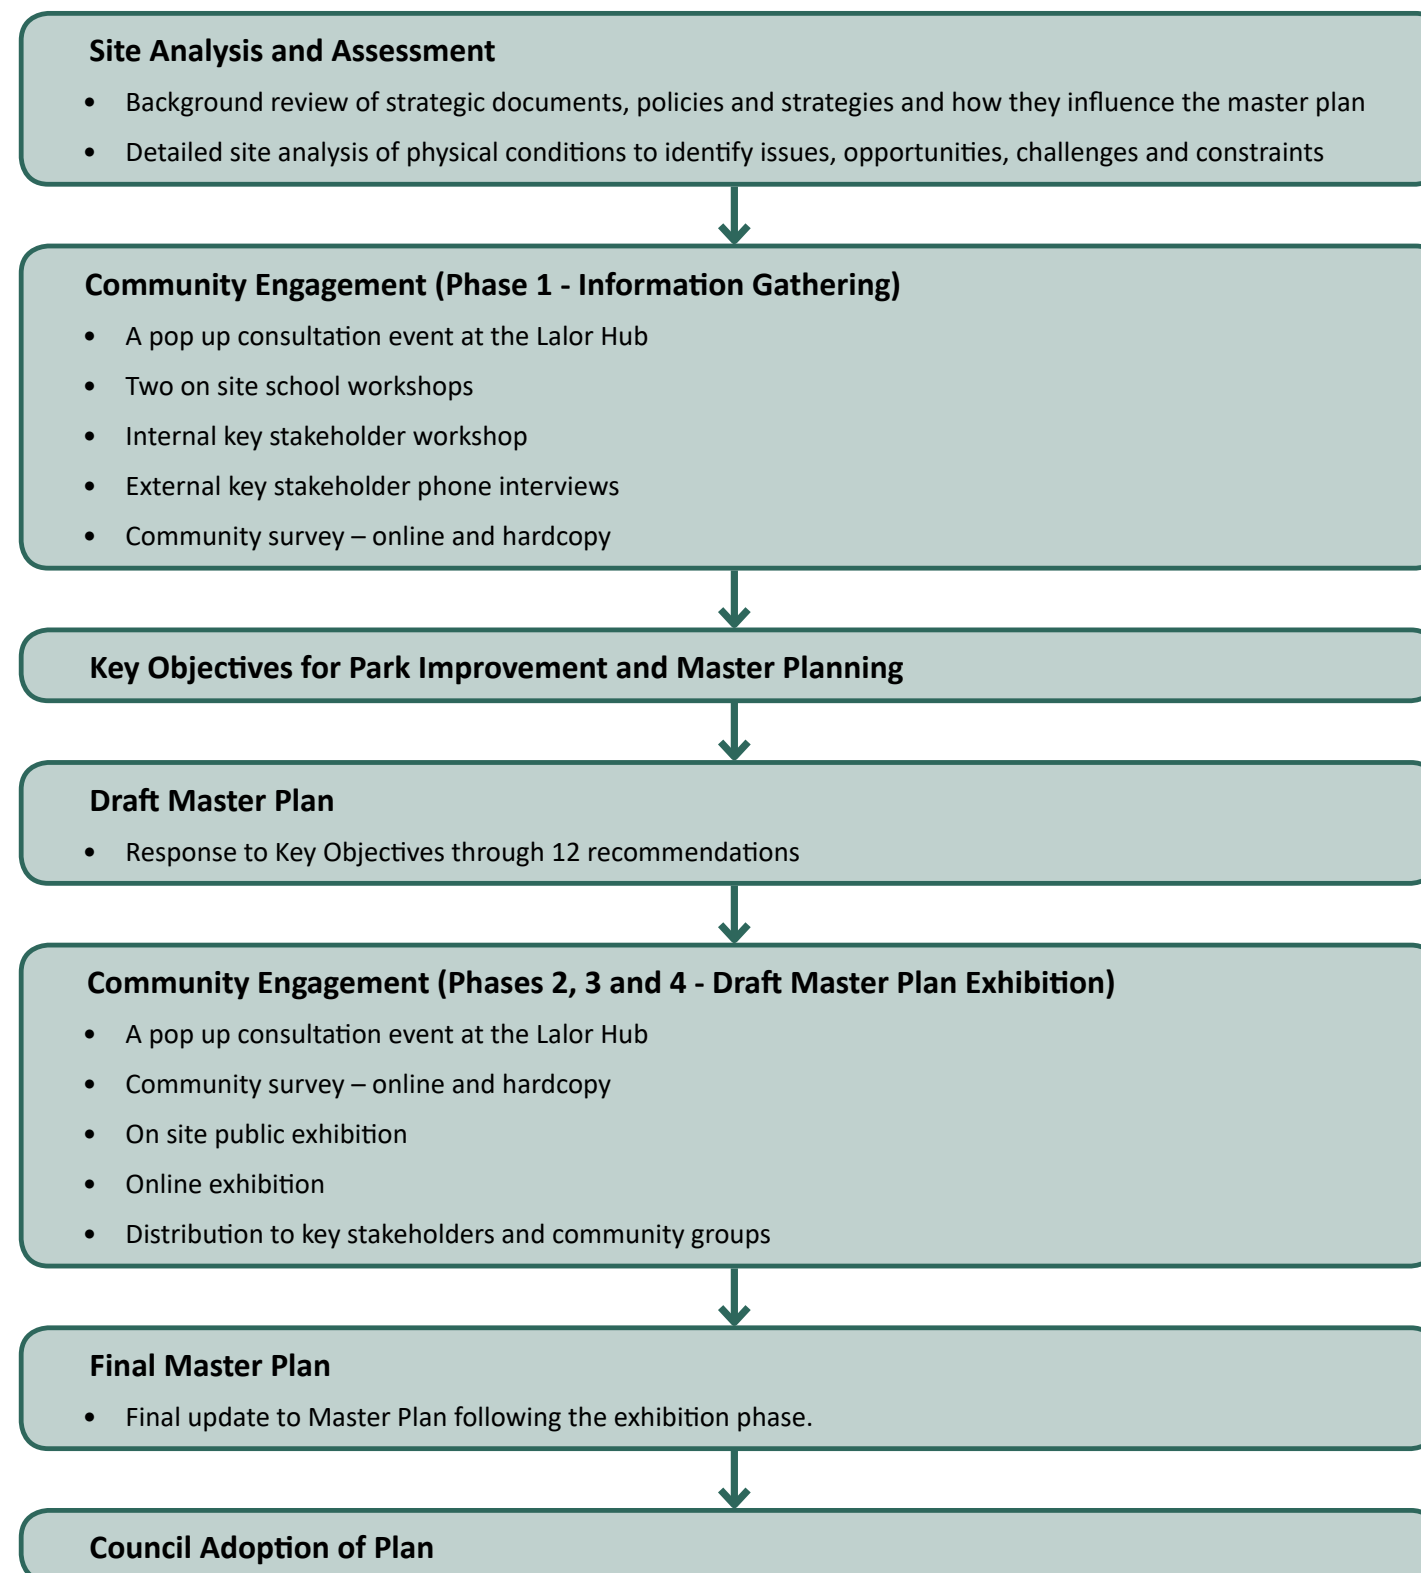 Site Analysis and Assessment
• Background review of strategic documents, policies and strategies and how they influence the master plan
• Detailed site analysis of physical conditions to identify issues, opportunities, challenges and constraints
Community Engagement (Phase 1 - Information Gathering)
• A pop up consultation event at the Lalor Hub
• Two on site school workshops
• Internal key stakeholder workshop
• External key stakeholder phone interviews
• Community survey – online and hardcopy
Key Objectives for Park Improvement and Master Planning
Draft Master Plan
• Response to Key Objectives through 12 recommendations
Community Engagement (Phases 2, 3 and 4 - Draft Master Plan Exhibition)
• A pop up consultation event at the Lalor Hub
• Community survey – online and hardcopy
• On site public exhibition
• Online exhibition
• Distribution to key stakeholders and community groups
Final Master Plan
• Final update to Master Plan following the exhibition phase.
Council Adoption of Plan